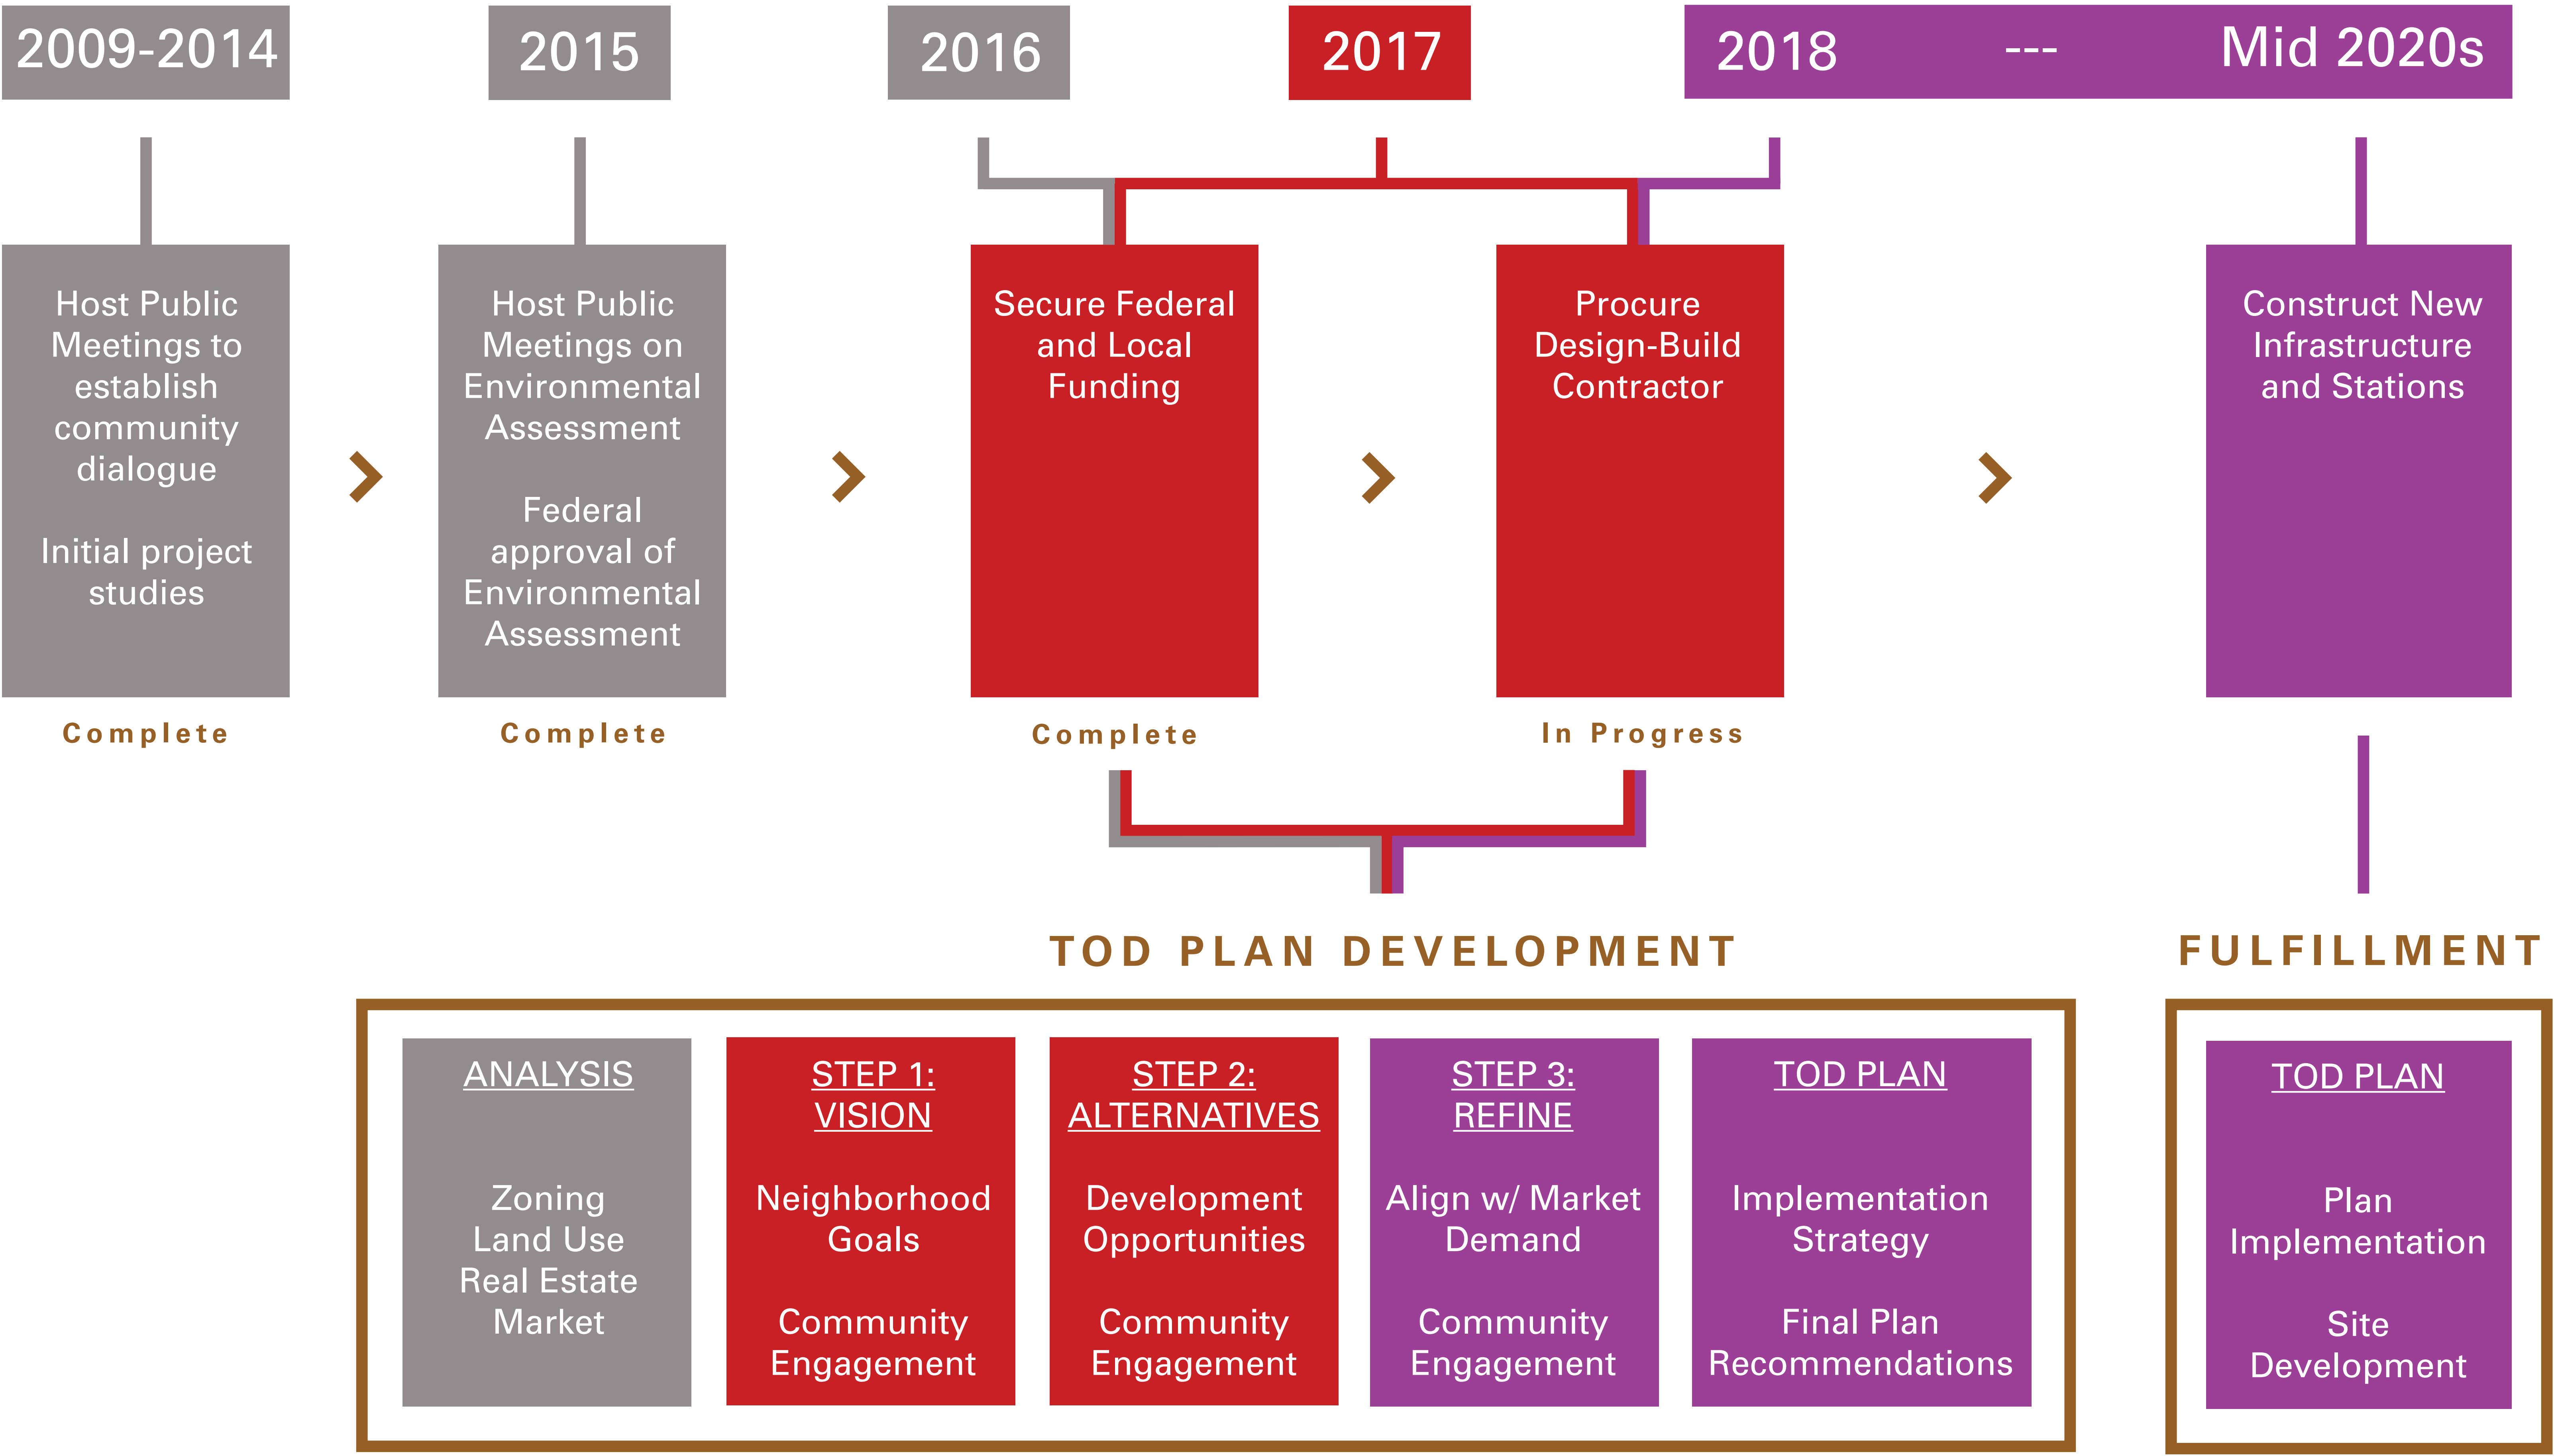 2009-2014
2015
2016
2017
2018 --- Mid 2020s
Host Public
Meetings to
establish
community
dialogue
Initial project
studies
Complete
Host Public
Meetings on
Environmental
Assessment
Federal
approval of
Environmental
Assessment
Complete
Secure Federal
and Local
Funding
Complete
Procure
Design-Build
Contractor
In Progress
Construct New
Infrastructure
and Stations
TOD PLAN DEVELOPMENT
ANALYSIS
Zoning
Land Use
Real Estate
Market
STEP 1:
VISION
Neighborhood
Goals
Community
Engagement
STEP 2:
ALTERNATIVES
Development
Opportunities
Community
Engagement
STEP 3:
REFINE
Align w/ Market
Demand
Community
Engagement
TOD PLAN
Implementation
Strategy
Final Plan
Recommendations
FULFILLMENT
TOD PLAN
Plan
Implementation
Site
Development